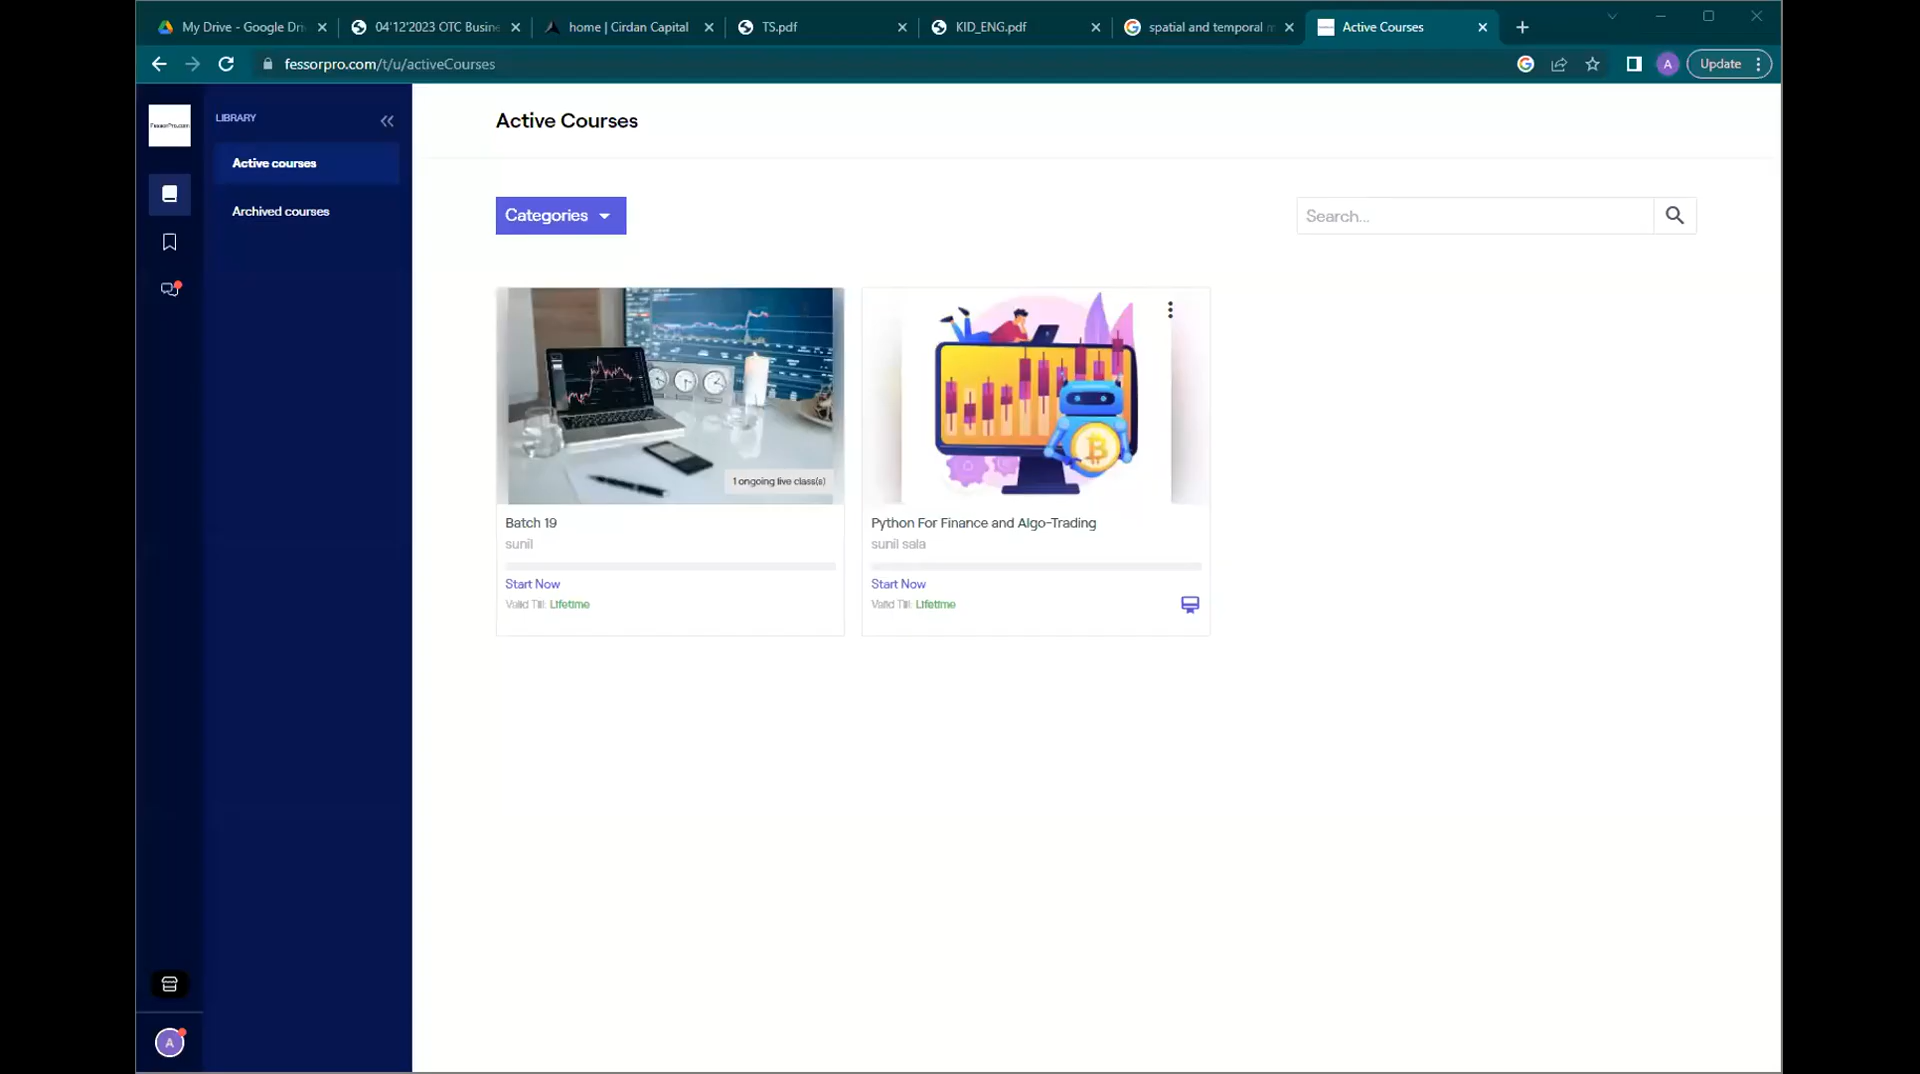 My Drive - Google Dri
04'12'2023 OTC Busine
home | Cirdan Capital
TS.pdf
KID_ENG.pdf
spatial and temporal m
Active Courses
fessorpro.com/t/u/activeCourses
A
Update
FessorPro.com
LIBRARY
Active courses
Archived courses
Active Courses
Categories
Search...
1 ongoing live class(s)
Batch 19
sunil
Start Now
Valid Till: Lifetime
Python For Finance and Algo-Trading
sunil sala
Start Now
Valid Till: Lifetime
A